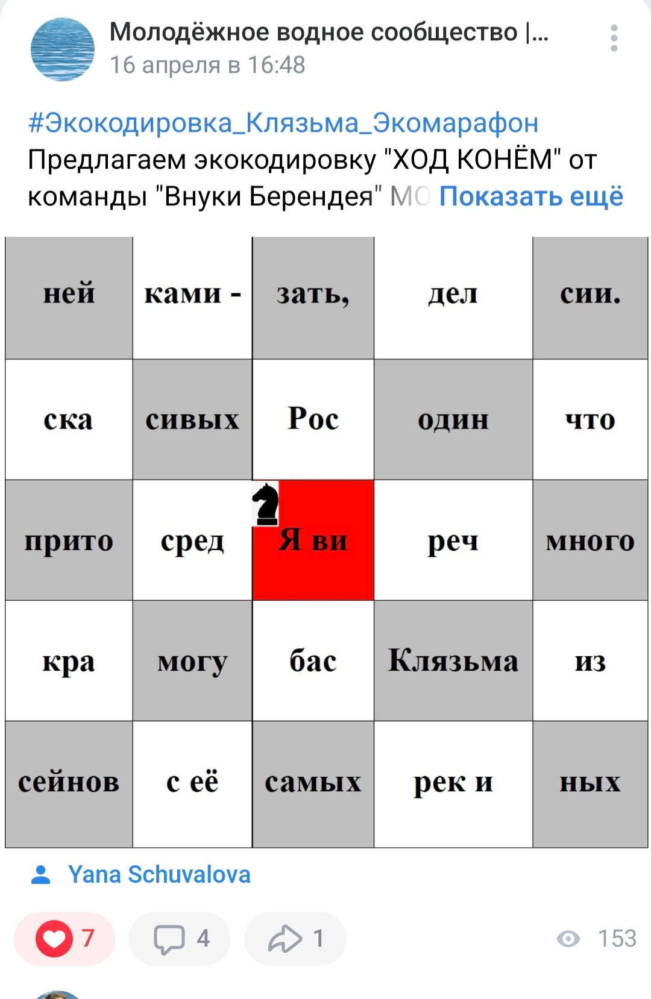 Молодёжное водное сообщество |...
16 апреля в 16:48
#Экокодировка_Клязьма_Экомарафон
Предлагаем экокодировку "ХОД КОНЁМ" от
команды "Внуки Берендея" МО Показать ещё
ней ками - зать, дел сии.
ска сивых Рос один что
прито сред Я ви реч много
кра могу бас Клязьма из
сейнов с её самых рек и ных
Yana Schuvalova
7 4 1 153